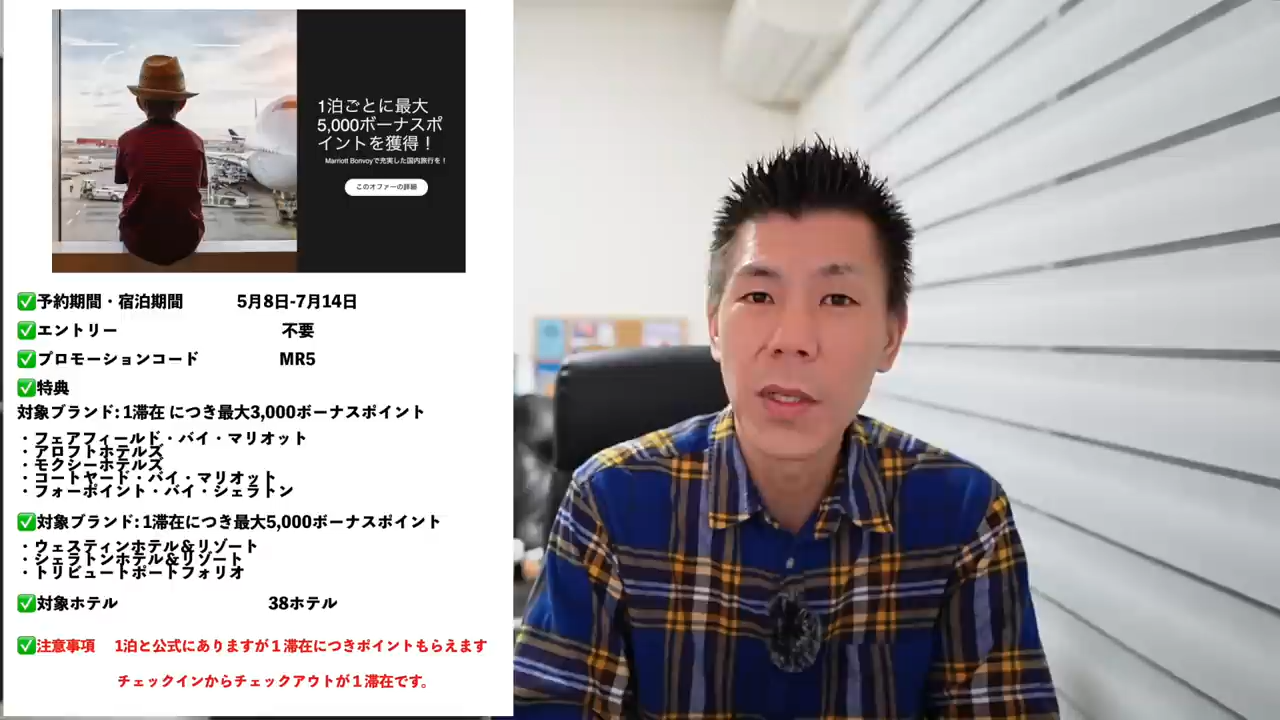 1泊ごとに最大
5,000ボーナスポ
イントを獲得！
Marriott Bonvoyで充実した国内旅行を！
このオファーの詳細
✅予約期間・宿泊期間 5月8日-7月14日
✅エントリー 不要
✅プロモーションコード MR5
✅特典
対象ブランド: 1滞在 につき最大3,000ボーナスポイント
・フェアフィールド・バイ・マリオット
・アロフトホテルズ
・モクシーホテルズ
・コートヤード・バイ・マリオット
・フォーポイント・バイ・シェラトン
✅対象ブランド: 1滞在につき最大5,000ボーナスポイント
・ウェスティンホテル&リゾート
・シェラトンホテル&リゾート
・トリビュートポートフォリオ
✅対象ホテル 38ホテル
✅注意事項 1泊と公式にありますが１滞在につきポイントもらえます
チェックインからチェックアウトが１滞在です。